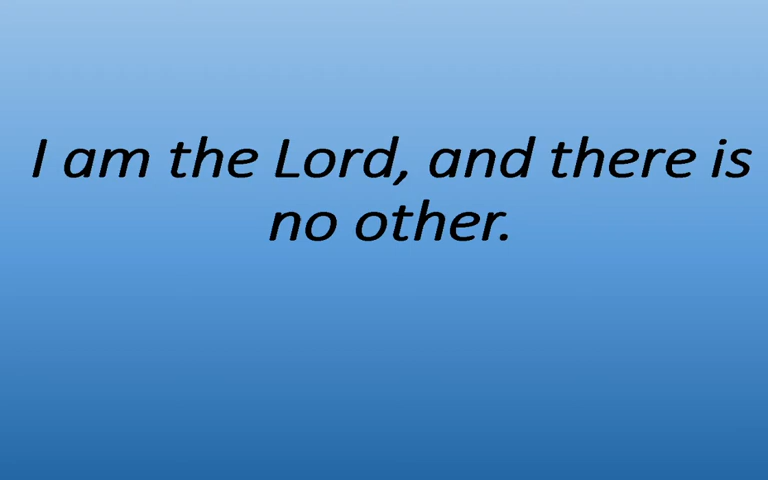 I am the Lord, and there is
no other.